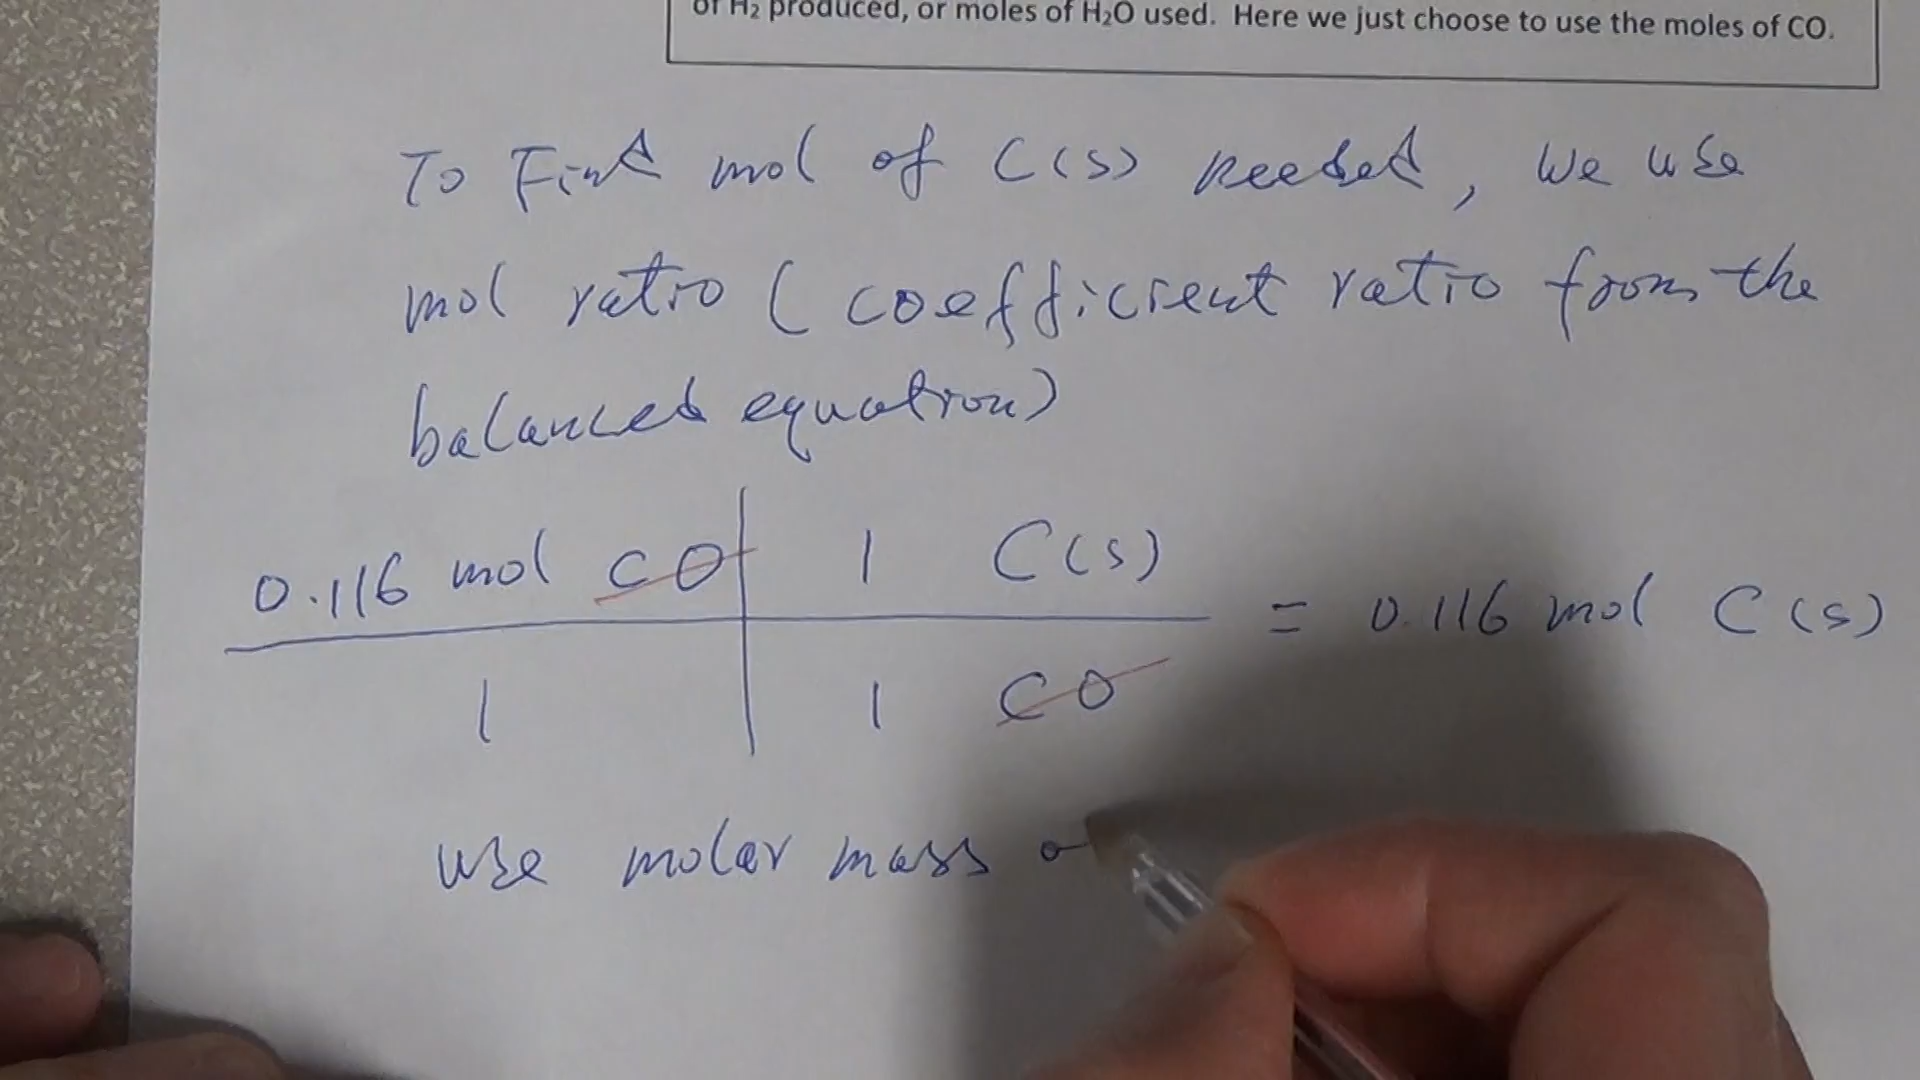 of H₂ produced, or moles of H₂O used. Here we just choose to use the moles of CO.
To Find mol of C(s) needed, we use
mol ratio (coefficient ratio from the
balanced equation)
0.116 mol CO 1 C(s)
= 0.116 mol C(s)
1 1 CO
use molar mass o